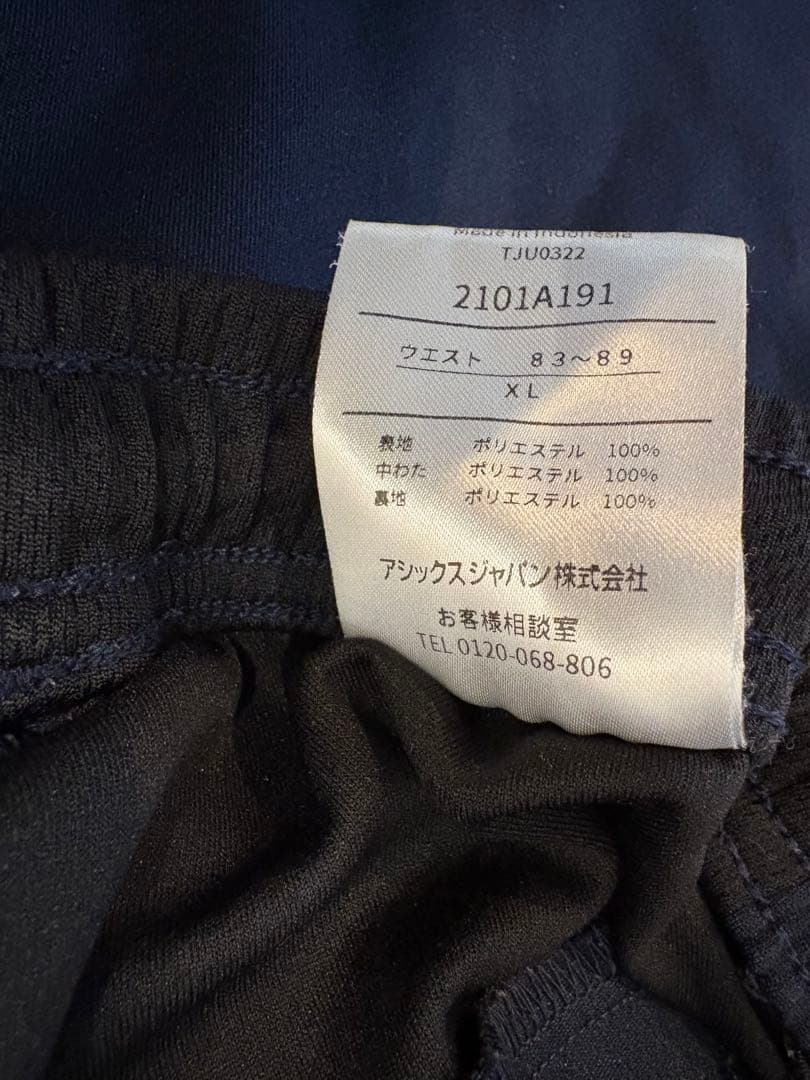 Made in Indonesia
TJU0322
2101A191
ウエスト 83～89
XL
表地 ポリエステル 100%
中わた ポリエステル 100%
裏地 ポリエステル 100%
アシックスジャパン株式会社
お客様相談室
TEL 0120-068-806